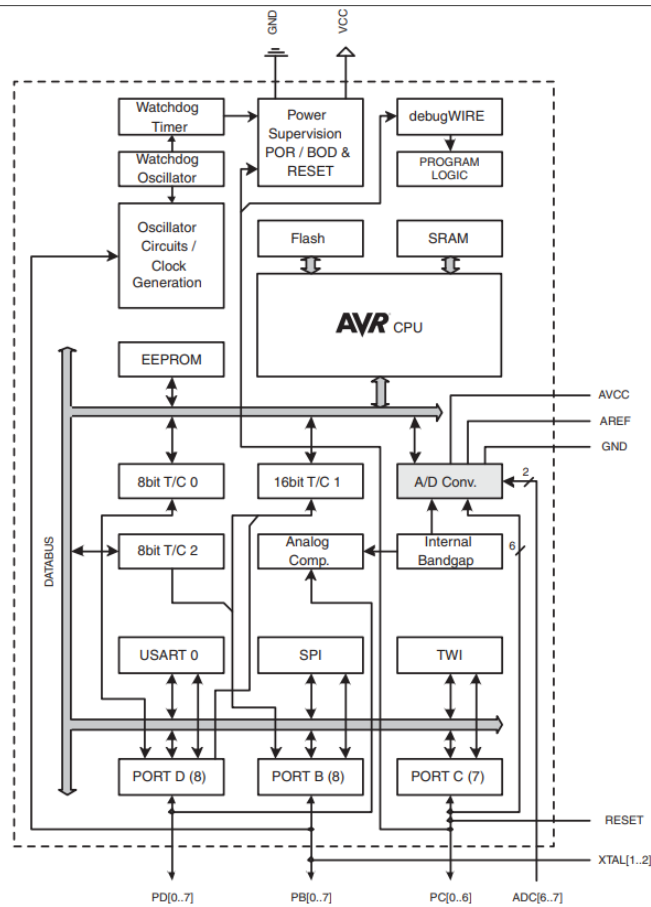 GND
VCC
Watchdog
Timer
Power
Supervision
POR / BOD &
RESET
debugWIRE
Watchdog
Oscillator
PROGRAM
LOGIC
Oscillator
Circuits /
Clock
Generation
Flash
SRAM
AVR CPU
EEPROM
AVCC
AREF
GND
8bit T/C 0
16bit T/C 1
A/D Conv.
2
8bit T/C 2
Analog
Comp.
Internal
Bandgap
6
DATABUS
USART 0
SPI
TWI
PORT D (8)
PORT B (8)
PORT C (7)
RESET
XTAL[1..2]
PD[0..7]
PB[0..7]
PC[0..6]
ADC[6..7]